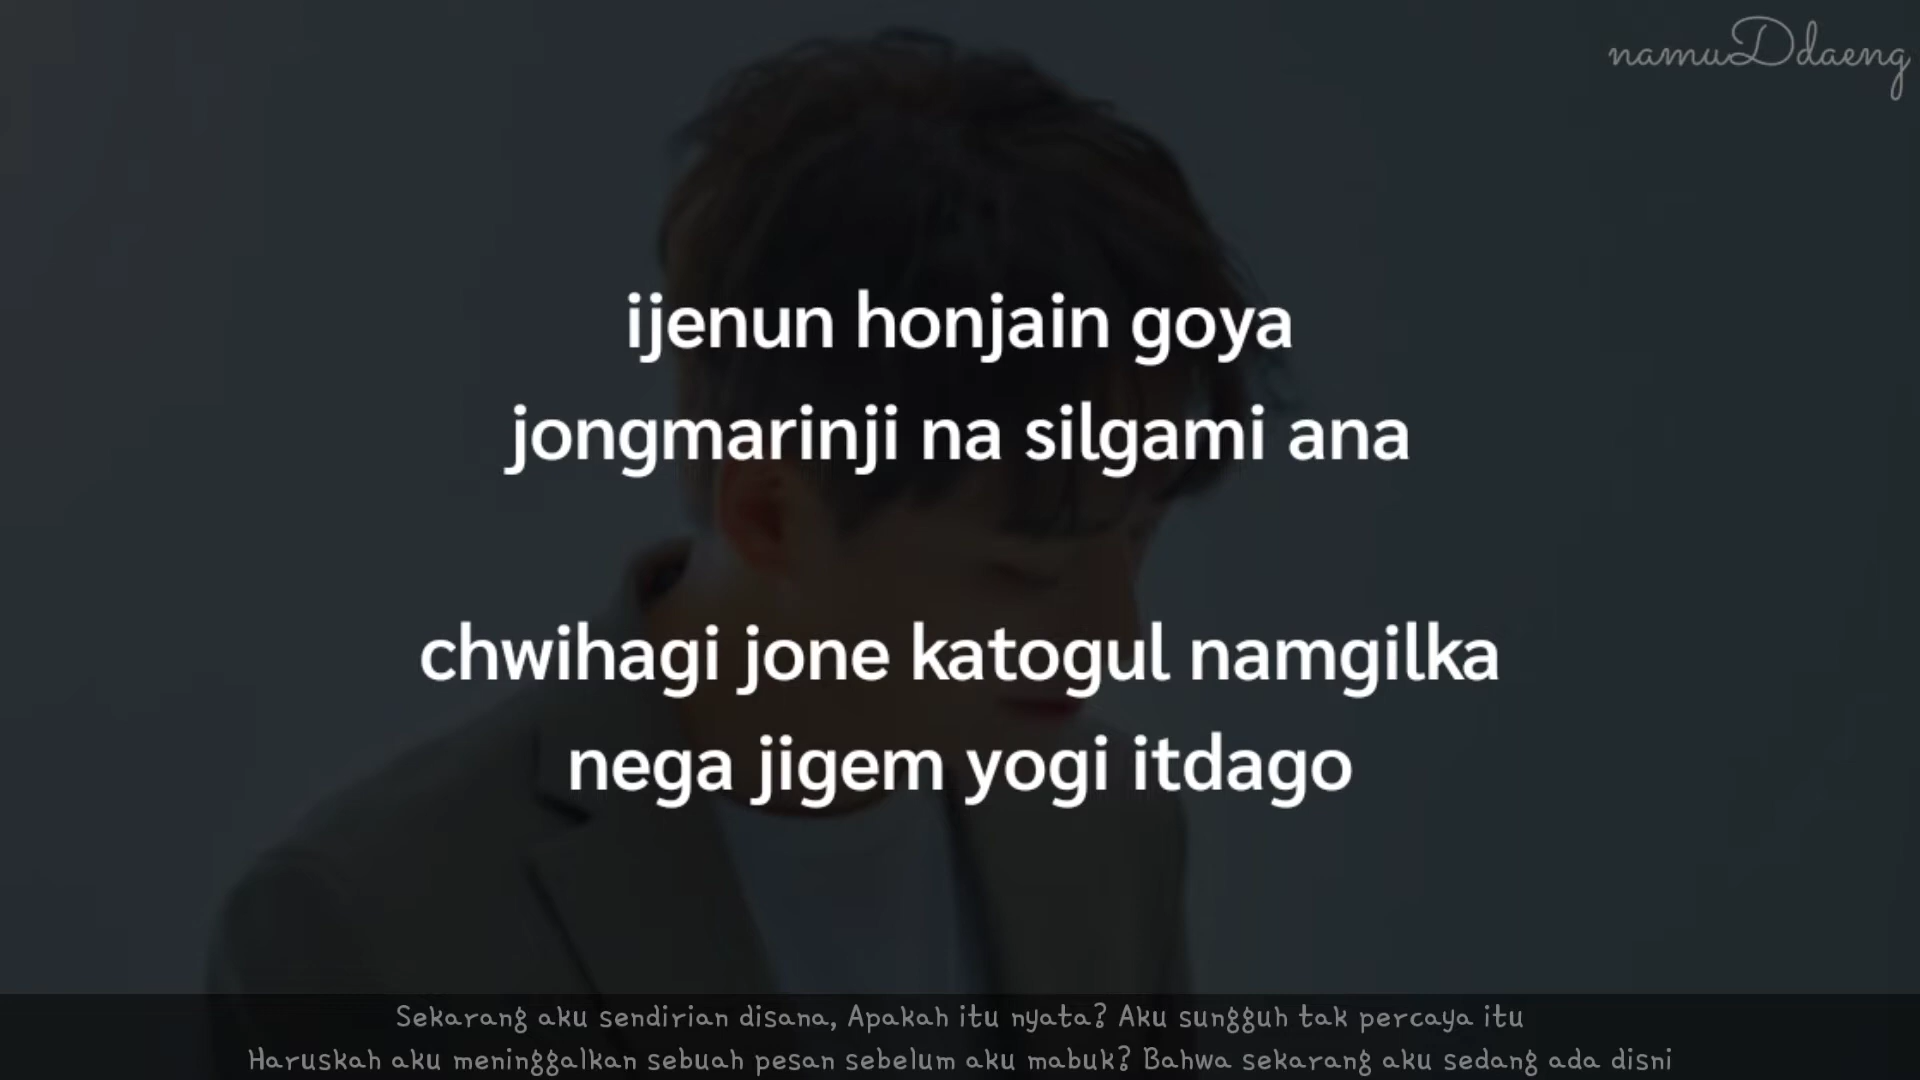 namuDdaeng
ijenun honjain goya
jongmarinji na silgami ana
chwihagi jone katogul namgilka
nega jigem yogi itdago
Sekarang aku sendirian disana, Apakah itu nyata? Aku sungguh tak percaya itu
Haruskah aku meninggalkan sebuah pesan sebelum aku mabuk? Bahwa sekarang aku sedang ada disni